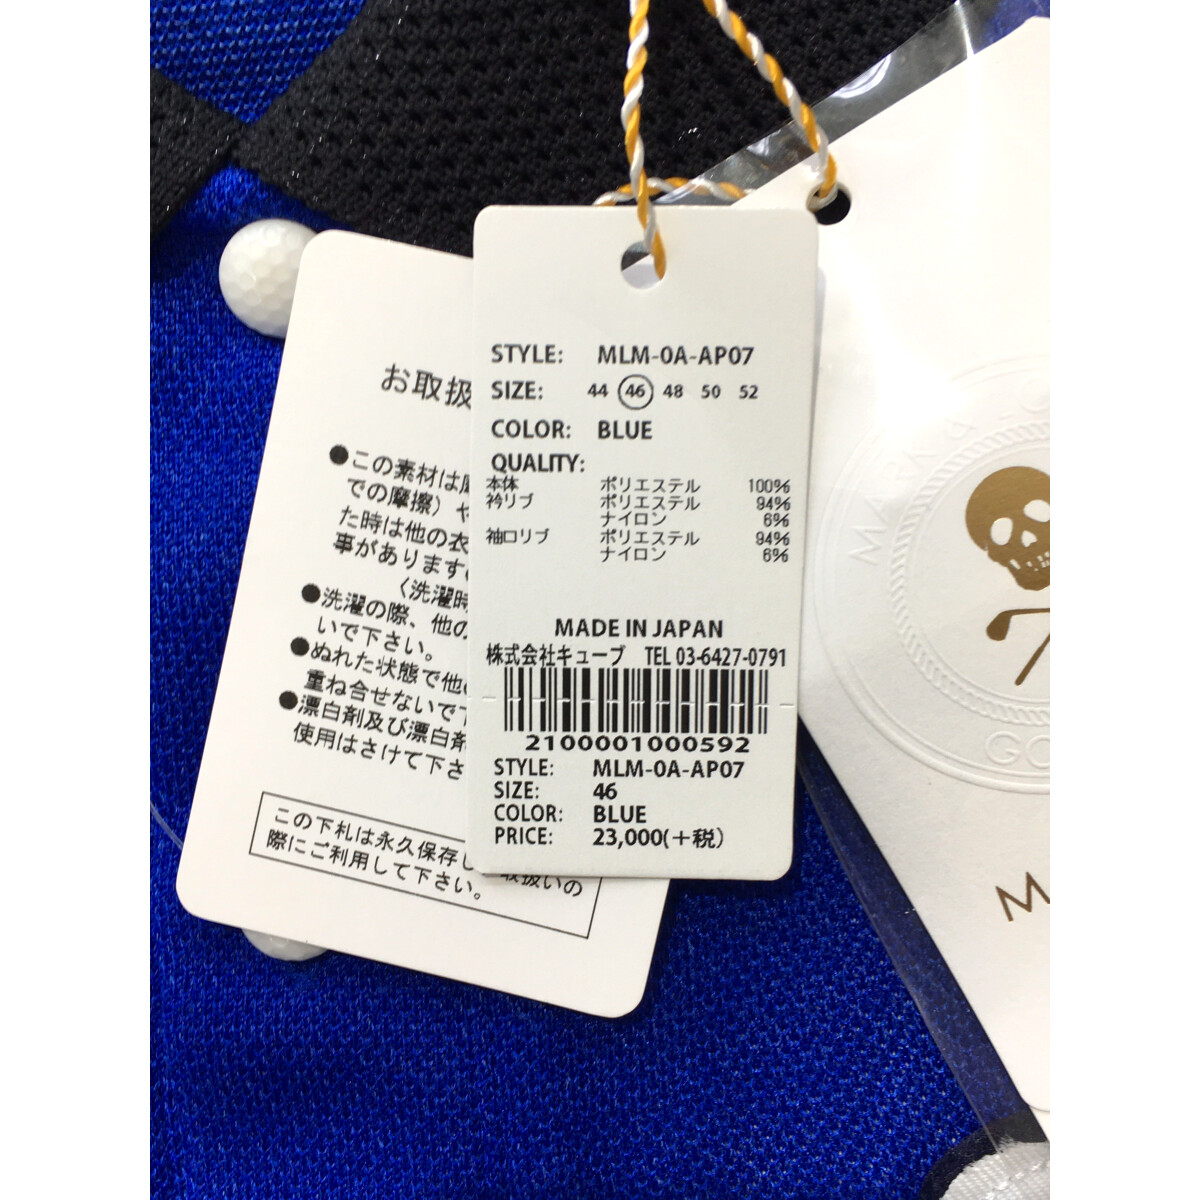 STYLE: MLM-0A-AP07
SIZE: 44 46 48 50 52
COLOR: BLUE
QUALITY:
本体 ポリエステル 100%
衿リブ ポリエステル 94%
ナイロン 6%
袖口リブ ポリエステル 94%
ナイロン 6%
MADE IN JAPAN
株式会社キューブ TEL 03-6427-0791
2100001000592
STYLE: MLM-0A-AP07
SIZE: 46
COLOR: BLUE
PRICE: 23,000(+税)
お取扱
●この素材は
での摩擦)や
た時は他の衣
事があります
〈洗濯時
●洗濯の際、他の
いで下さい。
●ぬれた状態で他
重ね合せないで下
●漂白剤及び漂白剤
使用はさけて下さ
この下札は永久保存し 取扱いの
際にご利用して下さい。
MARK
GO
M